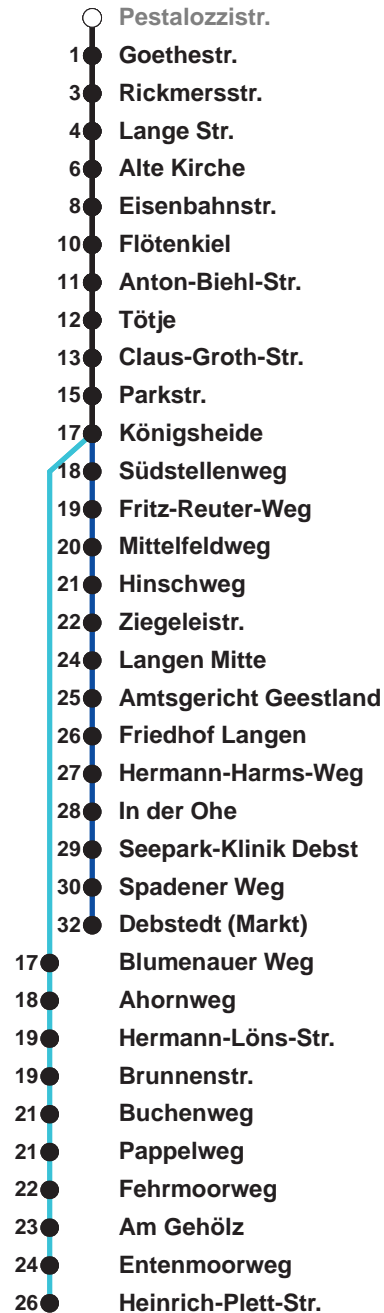 Pestalozzistr.
1 Goethestr.
3 Rickmersstr.
4 Lange Str.
6 Alte Kirche
8 Eisenbahnstr.
10 Flötenkiel
11 Anton-Biehl-Str.
12 Tötje
13 Claus-Groth-Str.
15 Parkstr.
17 Königsheide
18 Südstellenweg
19 Fritz-Reuter-Weg
20 Mittelfeldweg
21 Hinschweg
22 Ziegeleistr.
24 Langen Mitte
25 Amtsgericht Geestland
26 Friedhof Langen
27 Hermann-Harms-Weg
28 In der Ohe
29 Seepark-Klinik Debst
30 Spadener Weg
32 Debstedt (Markt)
17 Blumenauer Weg
18 Ahornweg
19 Hermann-Löns-Str.
19 Brunnenstr.
21 Buchenweg
21 Pappelweg
22 Fehrmoorweg
23 Am Gehölz
24 Entenmoorweg
26 Heinrich-Plett-Str.